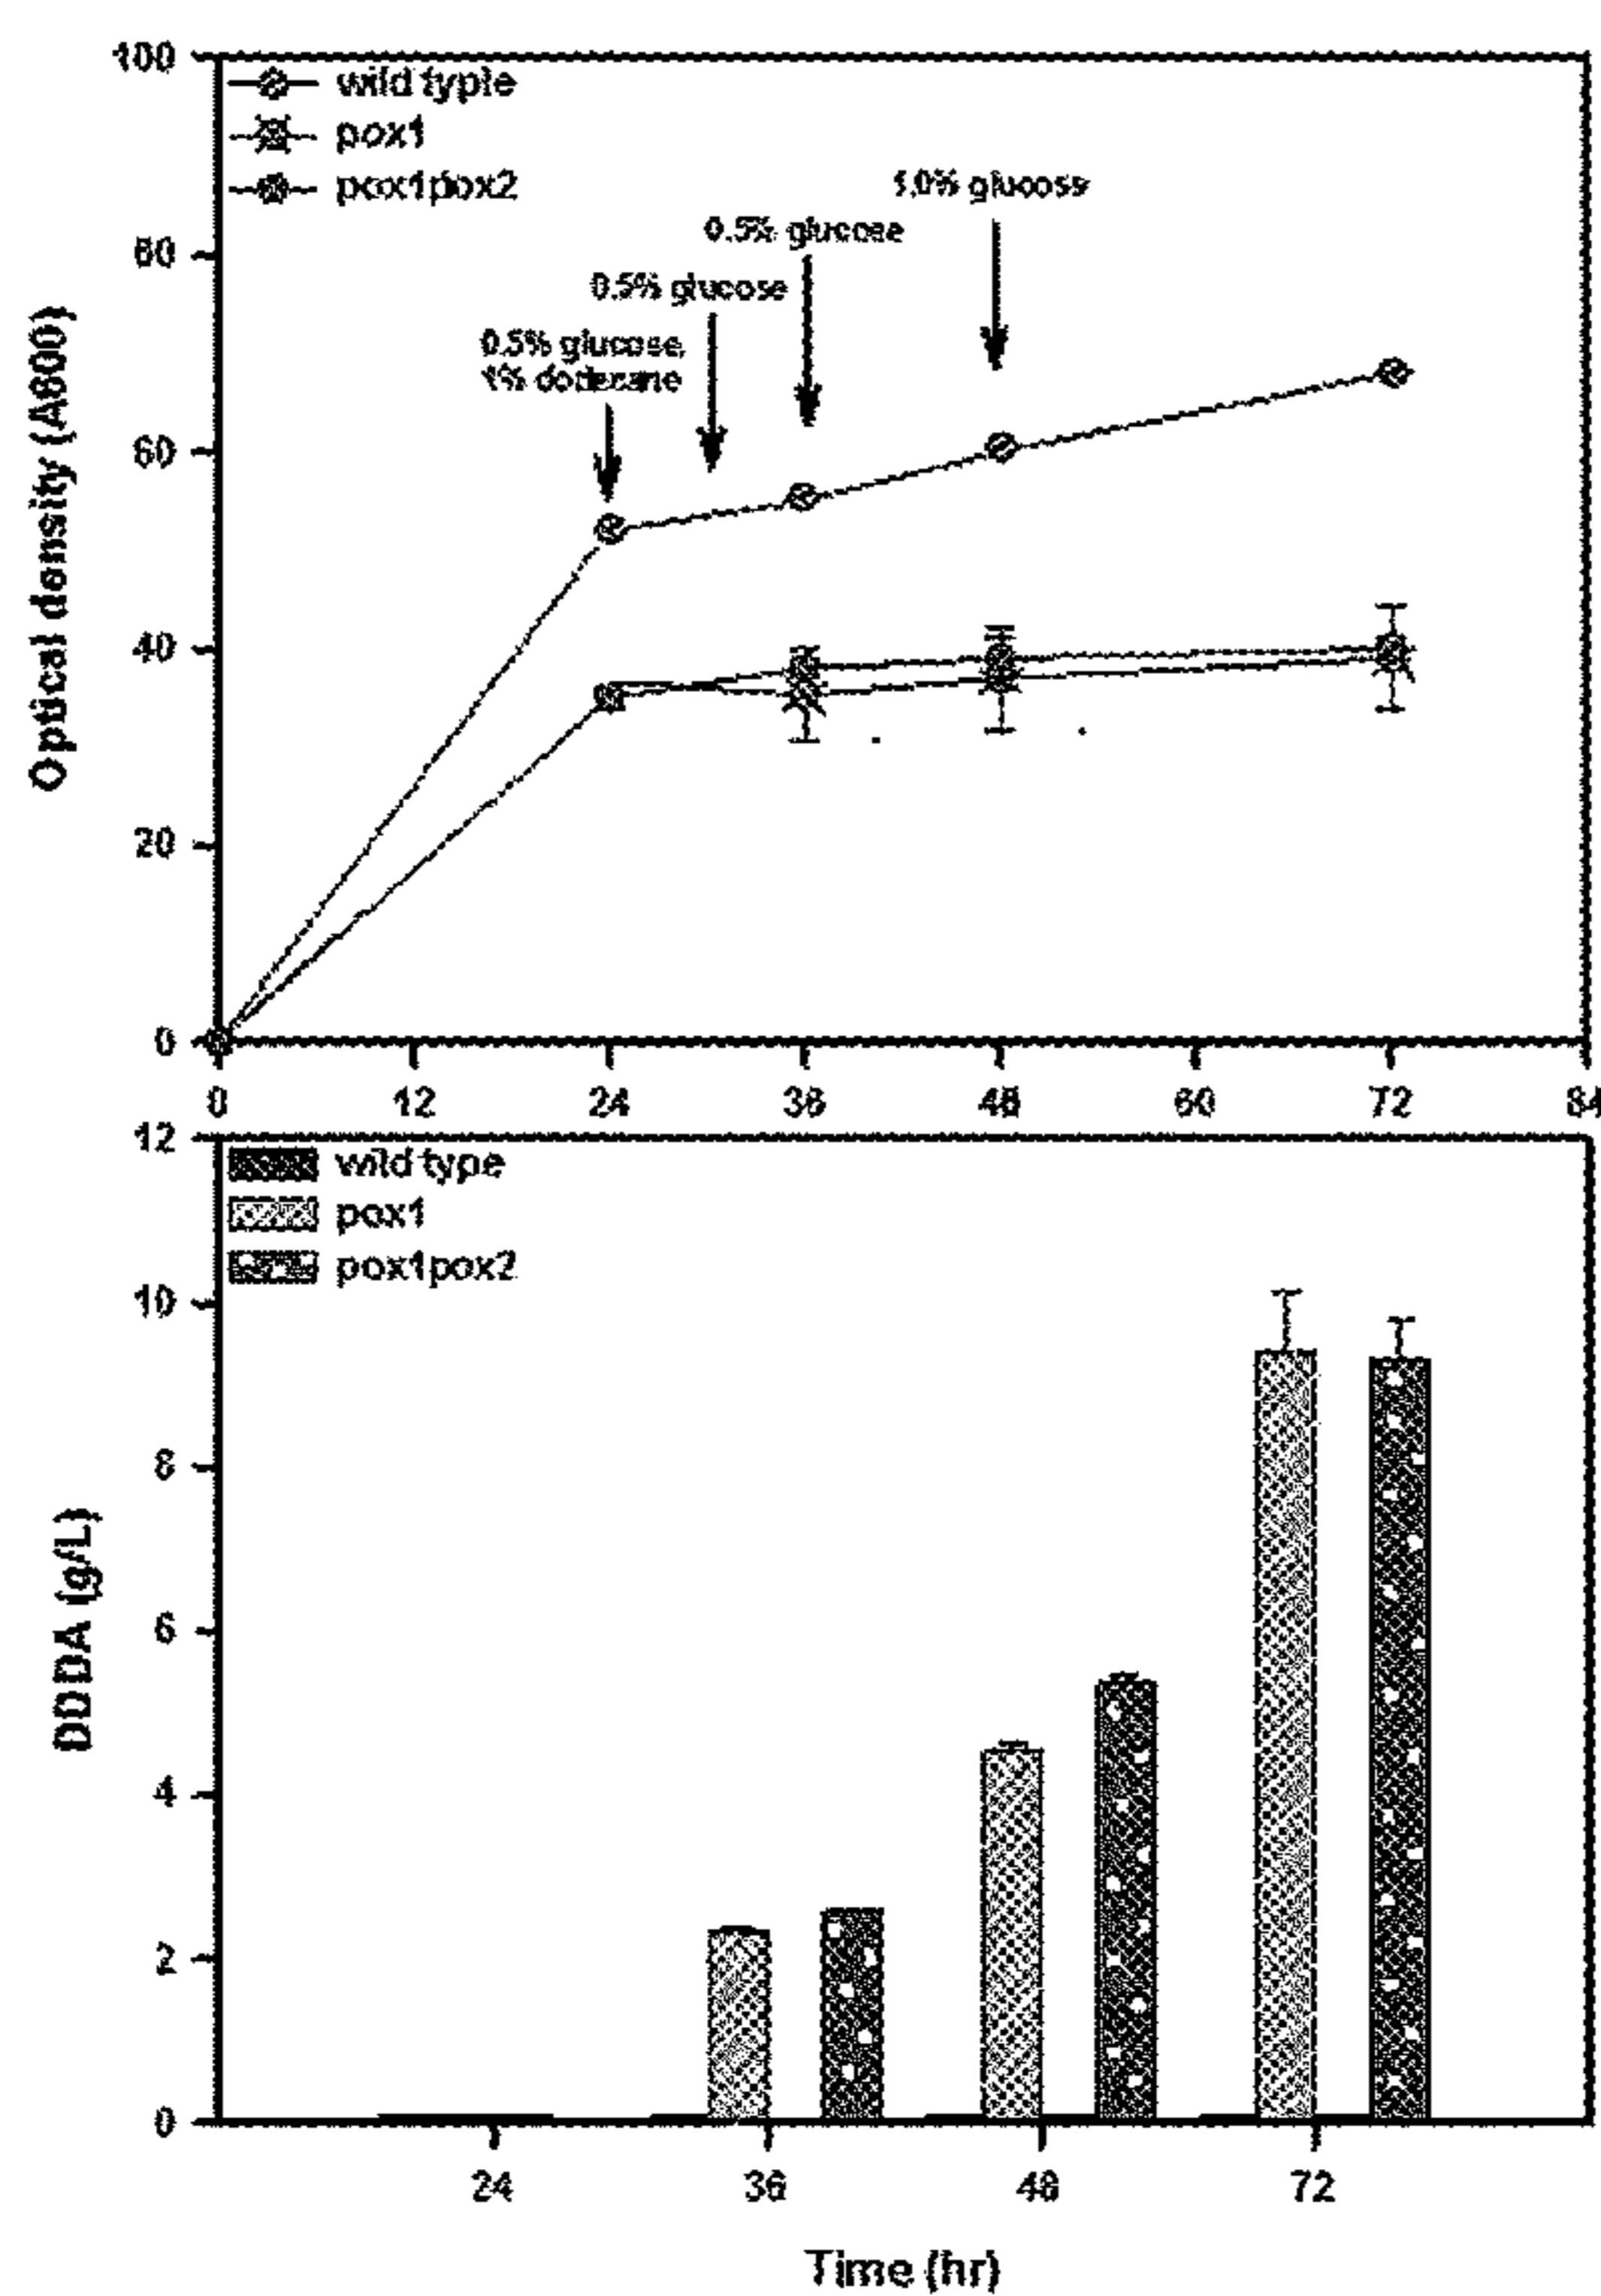 100
wild typle
pox1
pox1pox2
1.0% glucose
0.5% glucose
80
0.5% glucose
0.5% glucose,
1% dodecane
60
Optical density (A600)
40
20
0
0 12 24 36 48 60 72 84
12
wild type
pox1
pox1pox2
10
8
DDDA (g/L)
6
4
2
0
24 36 48 72
Time (hr)